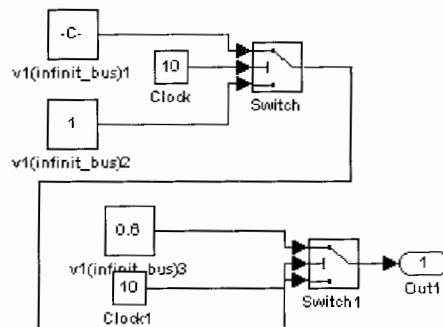 -C-
v1(infinit_bus)1
10
Clock
Switch
1
v1(infinit_bus)2
0.6
v1(infinit_bus)3
10
Clock1
Switch1
1
Out1